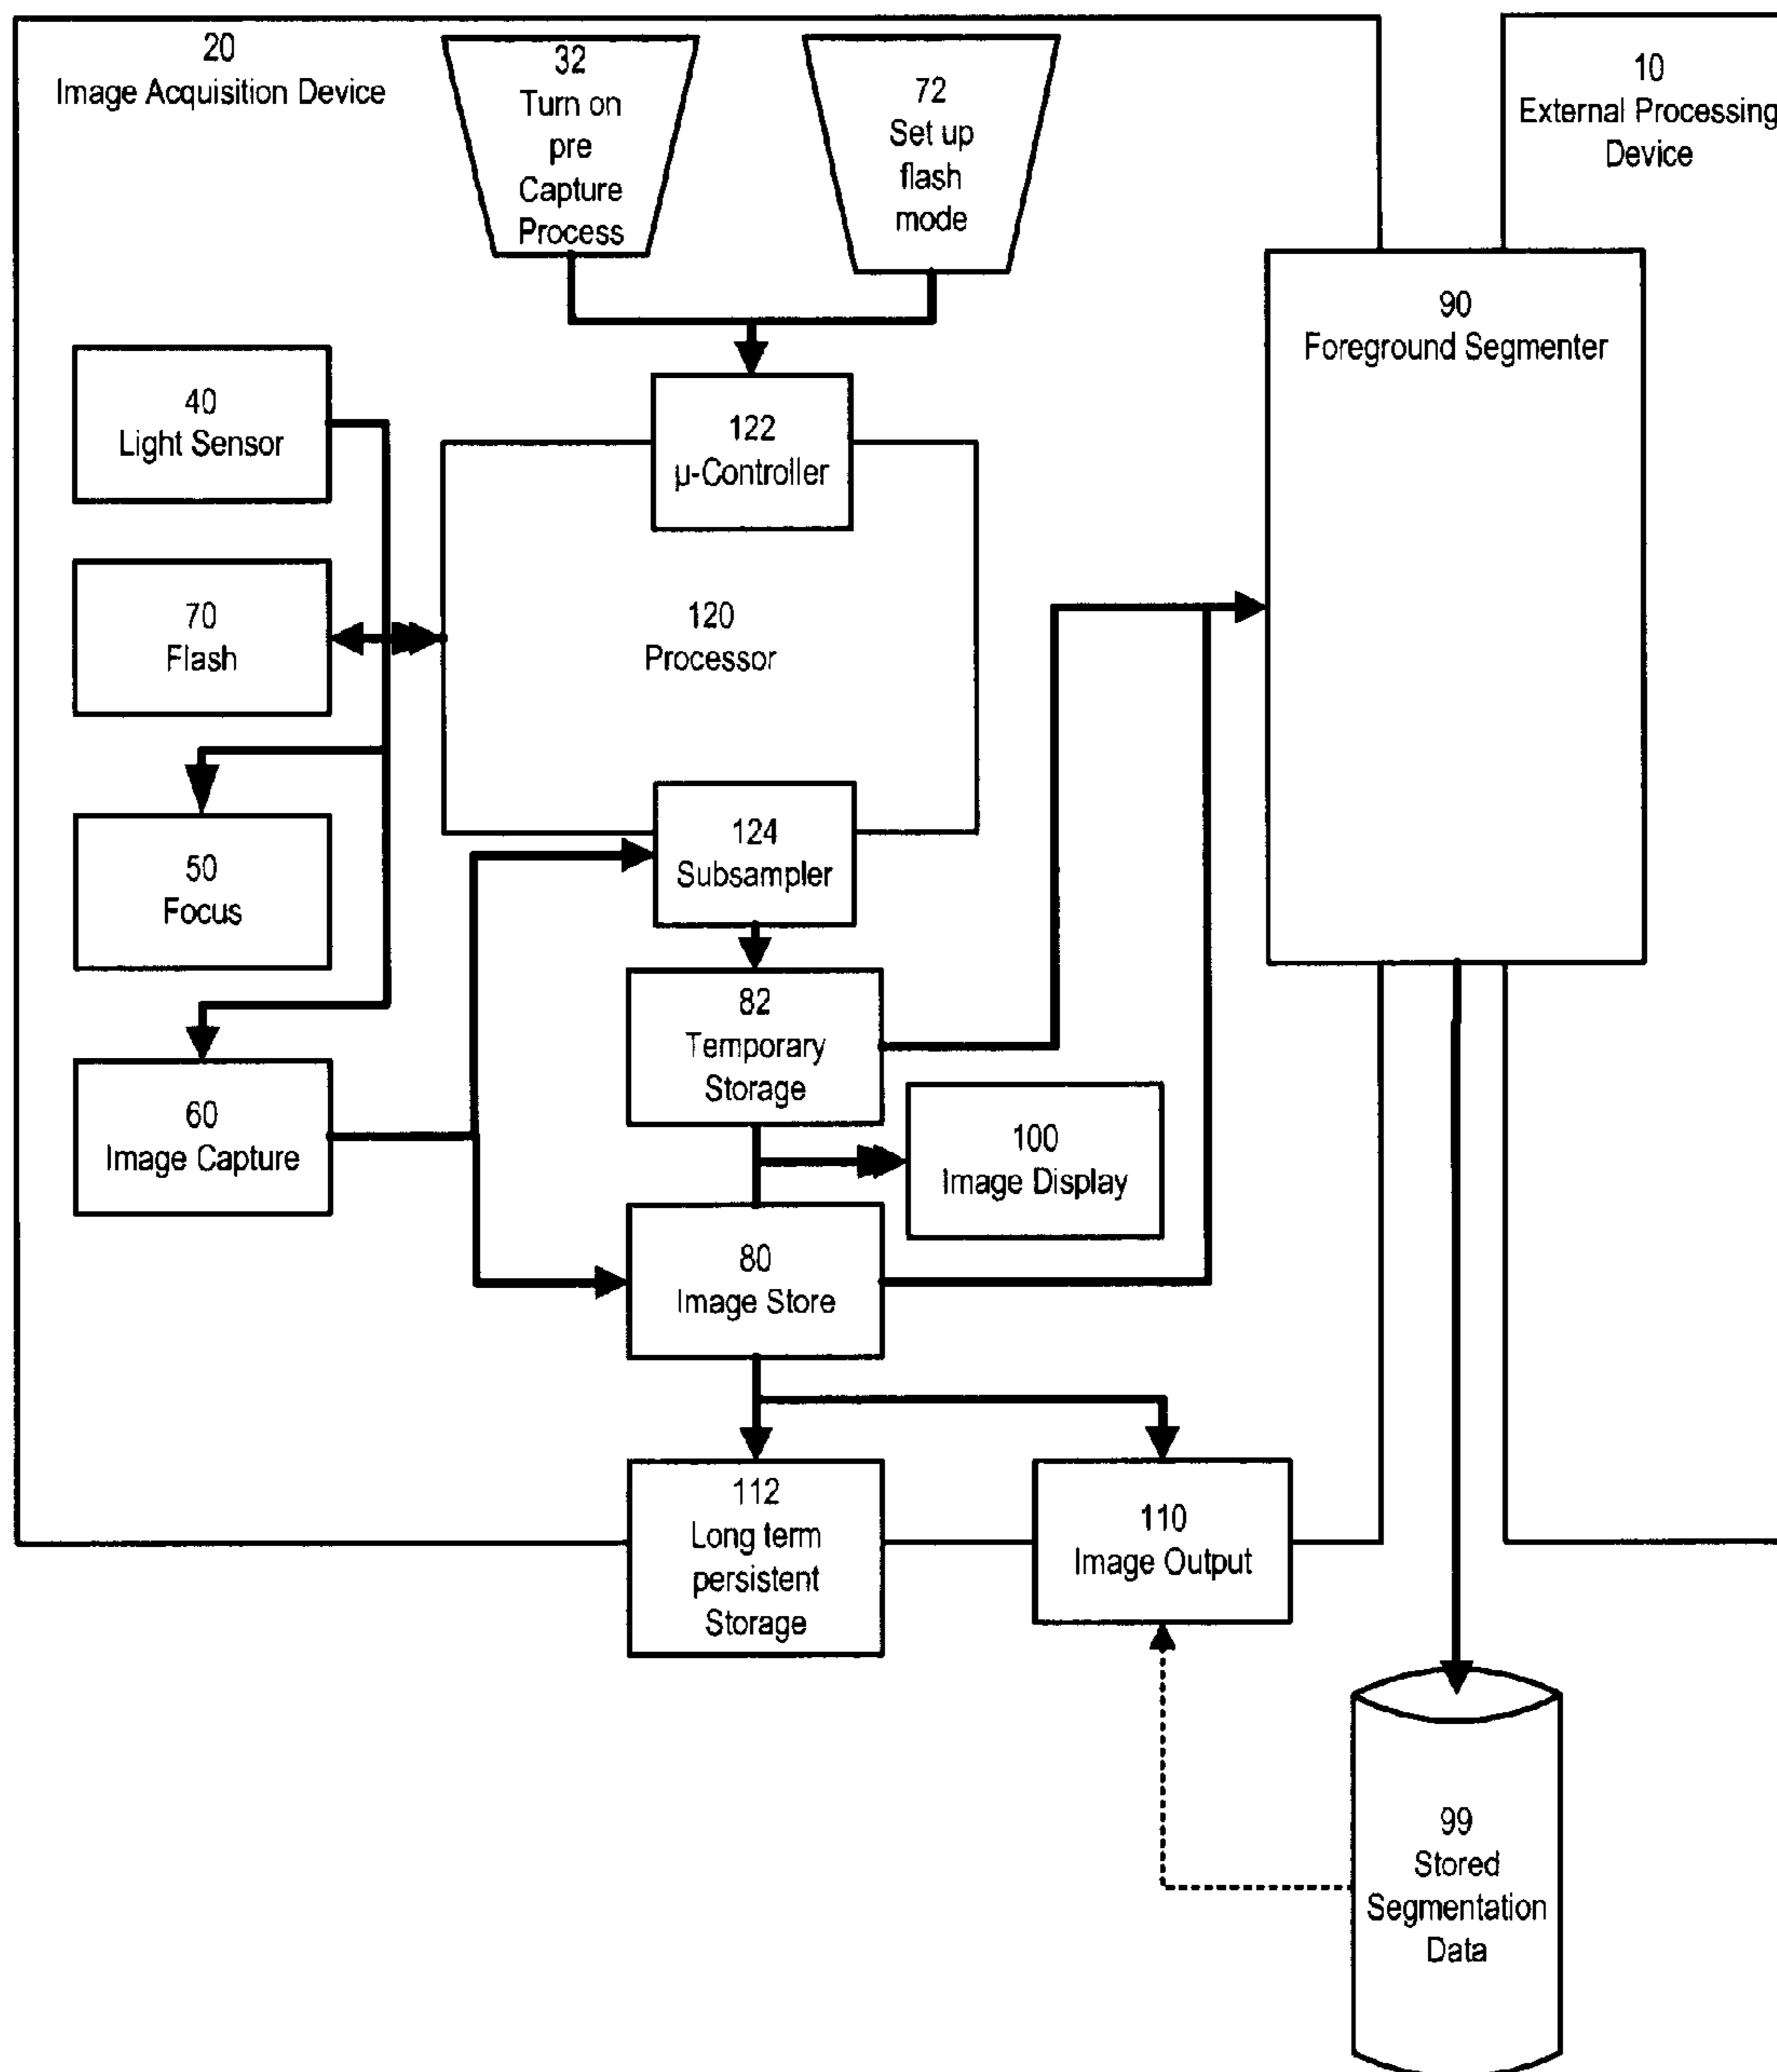 20
Image Acquisition Device
32
Turn on
pre
Capture
Process
72
Set up
flash
mode
10
External Processing
Device
90
Foreground Segmenter
40
Light Sensor
122
µ-Controller
70
Flash
120
Processor
50
Focus
124
Subsampler
82
Temporary
Storage
60
Image Capture
100
Image Display
80
Image Store
112
Long term
persistent
Storage
110
Image Output
99
Stored
Segmentation
Data